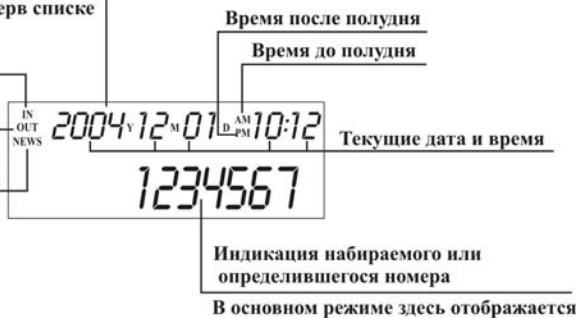 ерв списке
Время после полудня
Время до полудня
IN
OUT
NEWS
2004 Y 12 M 01 D AM PM 10:12
Текущие дата и время
1234567
Индикация набираемого или
определившегося номера
В основном режиме здесь отображается